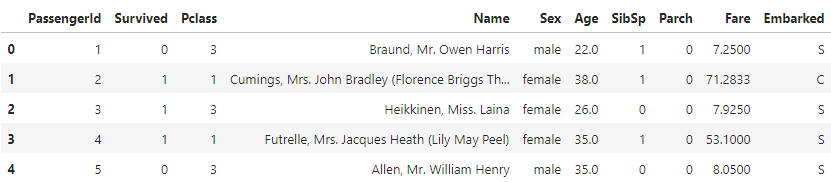 PassengerId Survived Pclass Name Sex Age SibSp Parch Fare Embarked
0 1 0 3 Braund, Mr. Owen Harris male 22.0 1 0 7.2500 S
1 2 1 1 Cumings, Mrs. John Bradley (Florence Briggs Th... female 38.0 1 0 71.2833 C
2 3 1 3 Heikkinen, Miss. Laina female 26.0 0 0 7.9250 S
3 4 1 1 Futrelle, Mrs. Jacques Heath (Lily May Peel) female 35.0 1 0 53.1000 S
4 5 0 3 Allen, Mr. William Henry male 35.0 0 0 8.0500 S